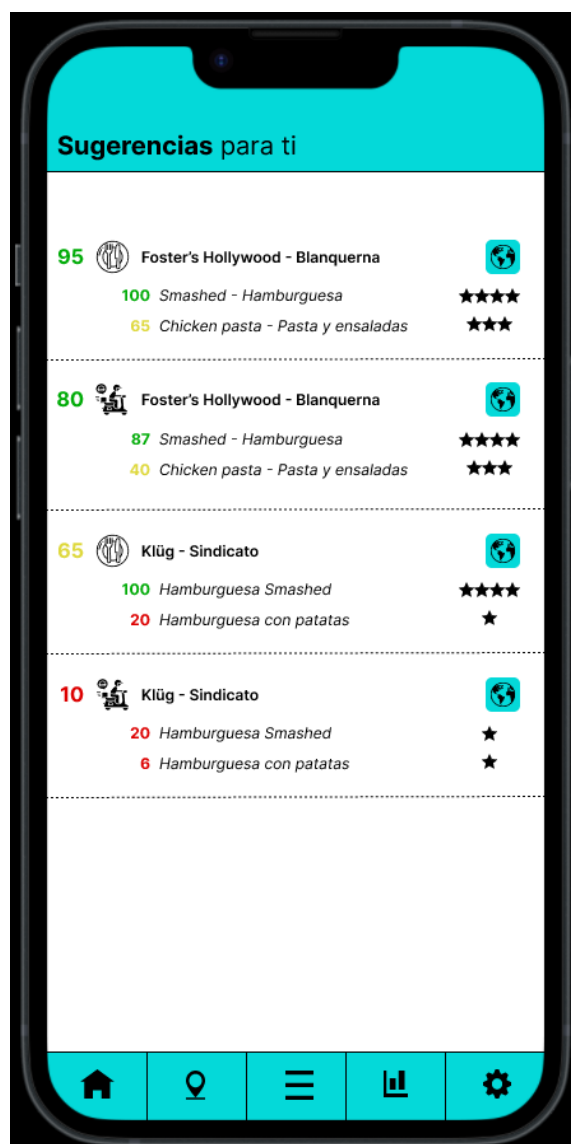 Sugerencias para ti
95 Foster's Hollywood - Blanquerna
100 Smashed - Hamburguesa
65 Chicken pasta - Pasta y ensaladas
80 Foster's Hollywood - Blanquerna
87 Smashed - Hamburguesa
40 Chicken pasta - Pasta y ensaladas
65 Klüg - Sindicato
100 Hamburguesa Smashed
20 Hamburguesa con patatas
10 Klüg - Sindicato
20 Hamburguesa Smashed
6 Hamburguesa con patatas